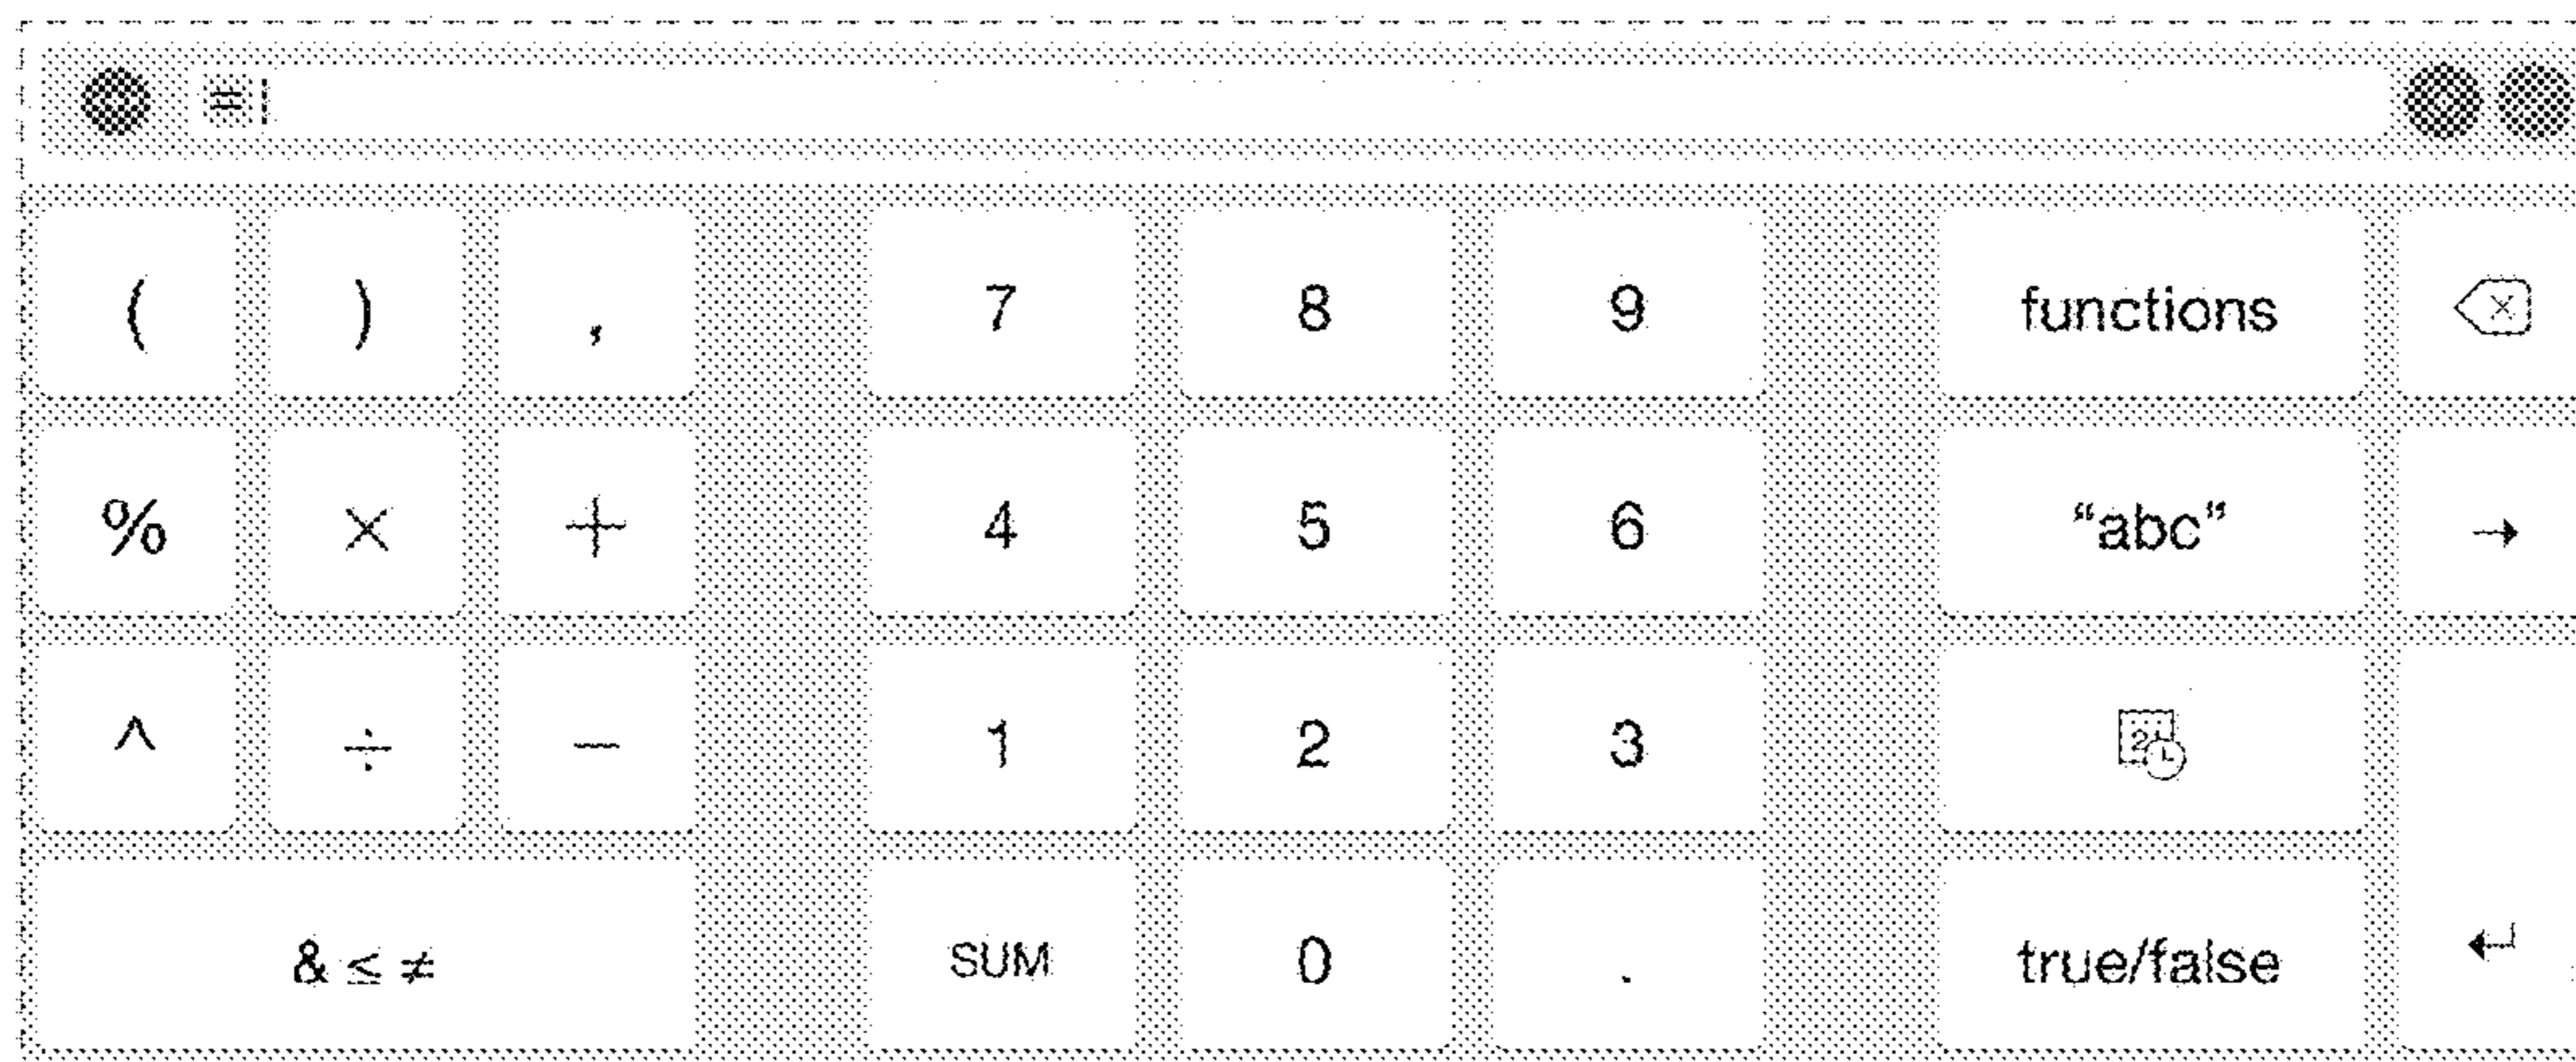 ( ) , 7 8 9 functions
% × + 4 5 6 “abc” →
^ ÷ − 1 2 3
& ≤ ≠ SUM 0 . true/false